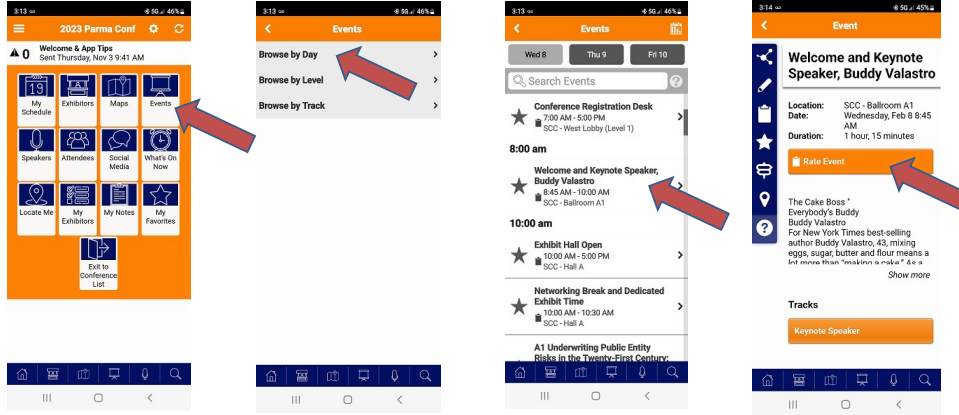 3:13
5G 46%
2023 Parma Conf
0
Welcome & App Tips
Sent Thursday, Nov 3 9:41 AM
19
My Schedule
Exhibitors
Maps
Events
Speakers
Attendees
Social Media
What's On Now
Locate Me
My Exhibitors
My Notes
My Favorites
Exit to Conference List
3:13
5G 46%
Events
Browse by Day
Browse by Level
Browse by Track
3:13
5G 46%
Events
Wed 8
Thu 9
Fri 10
Search Events
Conference Registration Desk
7:00 AM - 5:00 PM
SCC - West Lobby (Level 1)
8:00 am
Welcome and Keynote Speaker,
Buddy Valastro
8:45 AM - 10:00 AM
SCC - Ballroom A1
10:00 am
Exhibit Hall Open
10:00 AM - 5:00 PM
SCC - Hall A
Networking Break and Dedicated
Exhibit Time
10:00 AM - 10:30 AM
SCC - Hall A
A1 Underwriting Public Entity
Risks in the Twenty-First Century:
3:14
5G 45%
Event
Welcome and Keynote
Speaker, Buddy Valastro
Location: SCC - Ballroom A1
Date: Wednesday, Feb 8 8:45
AM
Duration: 1 hour, 15 minutes
Rate Event
The Cake Boss "
Everybody's Buddy
Buddy Valastro
For New York Times best-selling
author Buddy Valastro, 43, mixing
eggs, sugar, butter and flour means a
lot more than "making a cake." As a
Show more
Tracks
Keynote Speaker